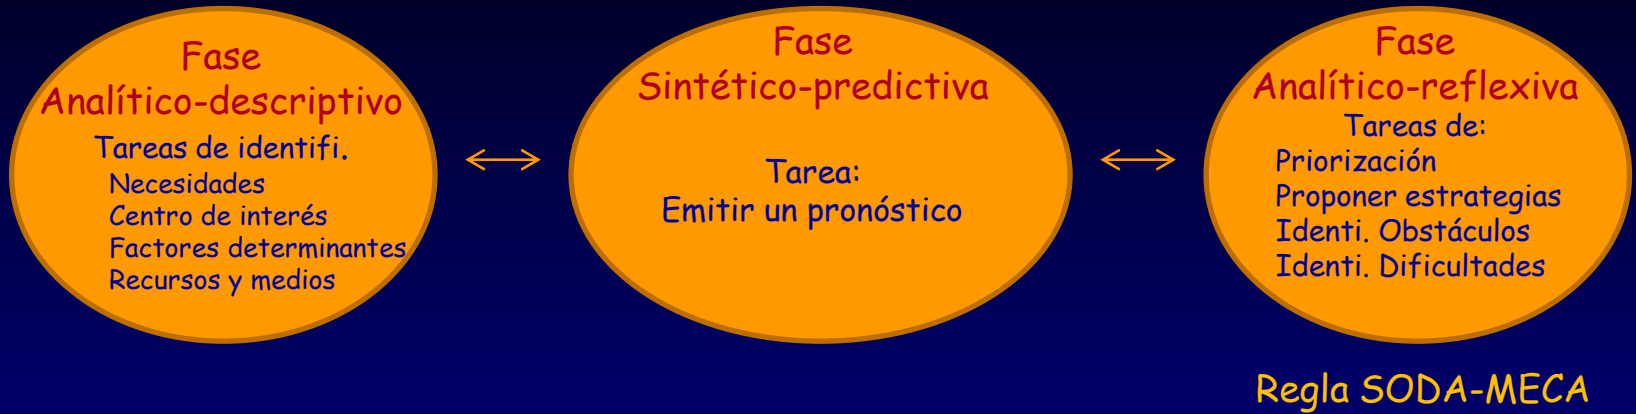 Fase
Analítico-descriptivo
Tareas de identifi.
Necesidades
Centro de interés
Factores determinantes
Recursos y medios
Fase
Sintético-predictiva
Tarea:
Emitir un pronóstico
Fase
Analítico-reflexiva
Tareas de:
Priorización
Proponer estrategias
Identi. Obstáculos
Identi. Dificultades
Regla SODA-MECA